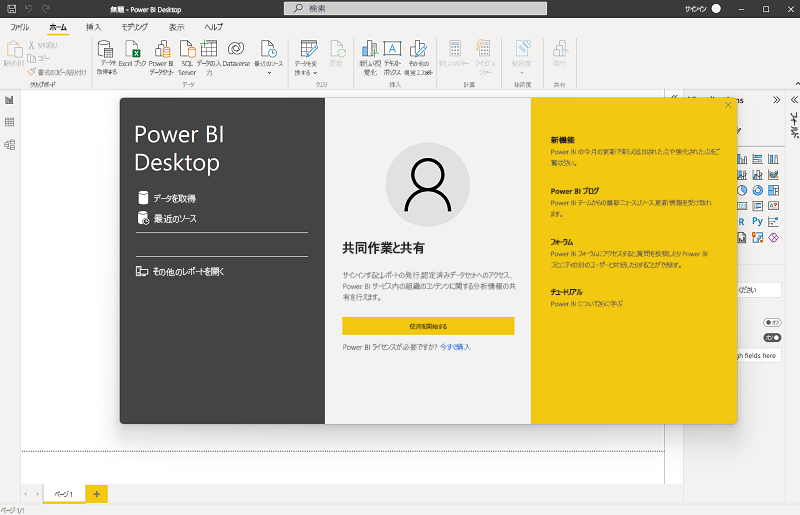 無題 - Power BI Desktop
検索
サインイン
ファイル
ホーム
挿入
モデリング
表示
ヘルプ
貼り付け
切り取り
コピー
書式のコピー/貼り付け
クリップボード
データを
取得する
Excel ブック
Power BI
データセット
SQL
Server
データの入
力
Dataverse
最近のソース
データ
データを変
換する
更新
クエリ
新しい視
覚化
テキスト
ボックス
その他の
視覚エフェクト
挿入
新しいメジャー
クイック メ
ジャー
計算
秘密度
秘密度
発行
共有
フィールド
Power BI
Desktop
データを取得
最近のソース
その他のレポートを開く
共同作業と共有
サインインするとレポートの発行、認定済みデータセットへのアクセス、
Power BI サービス内の組織のコンテンツに関する分析情報の共
有を行えます。
使用を開始する
Power BI ライセンスが必要ですか? 今すぐ購入
新機能
Power BI の今月の更新で新しく追加された点や強化された点をご
覧ください。
Power BI ブログ
Power BI チームからの最新ニュース、リソース、更新情報を受け取れ
ます。
フォーラム
Power BI フォーラムにアクセスすると質問を投稿したり Power BI
コミュニティの別のユーザーと対話したりすることができます。
チュートリアル
Power BI について更に学ぶ
R
Py
ください
オフ
オン
gh fields here
ページ 1
ページ 1/1